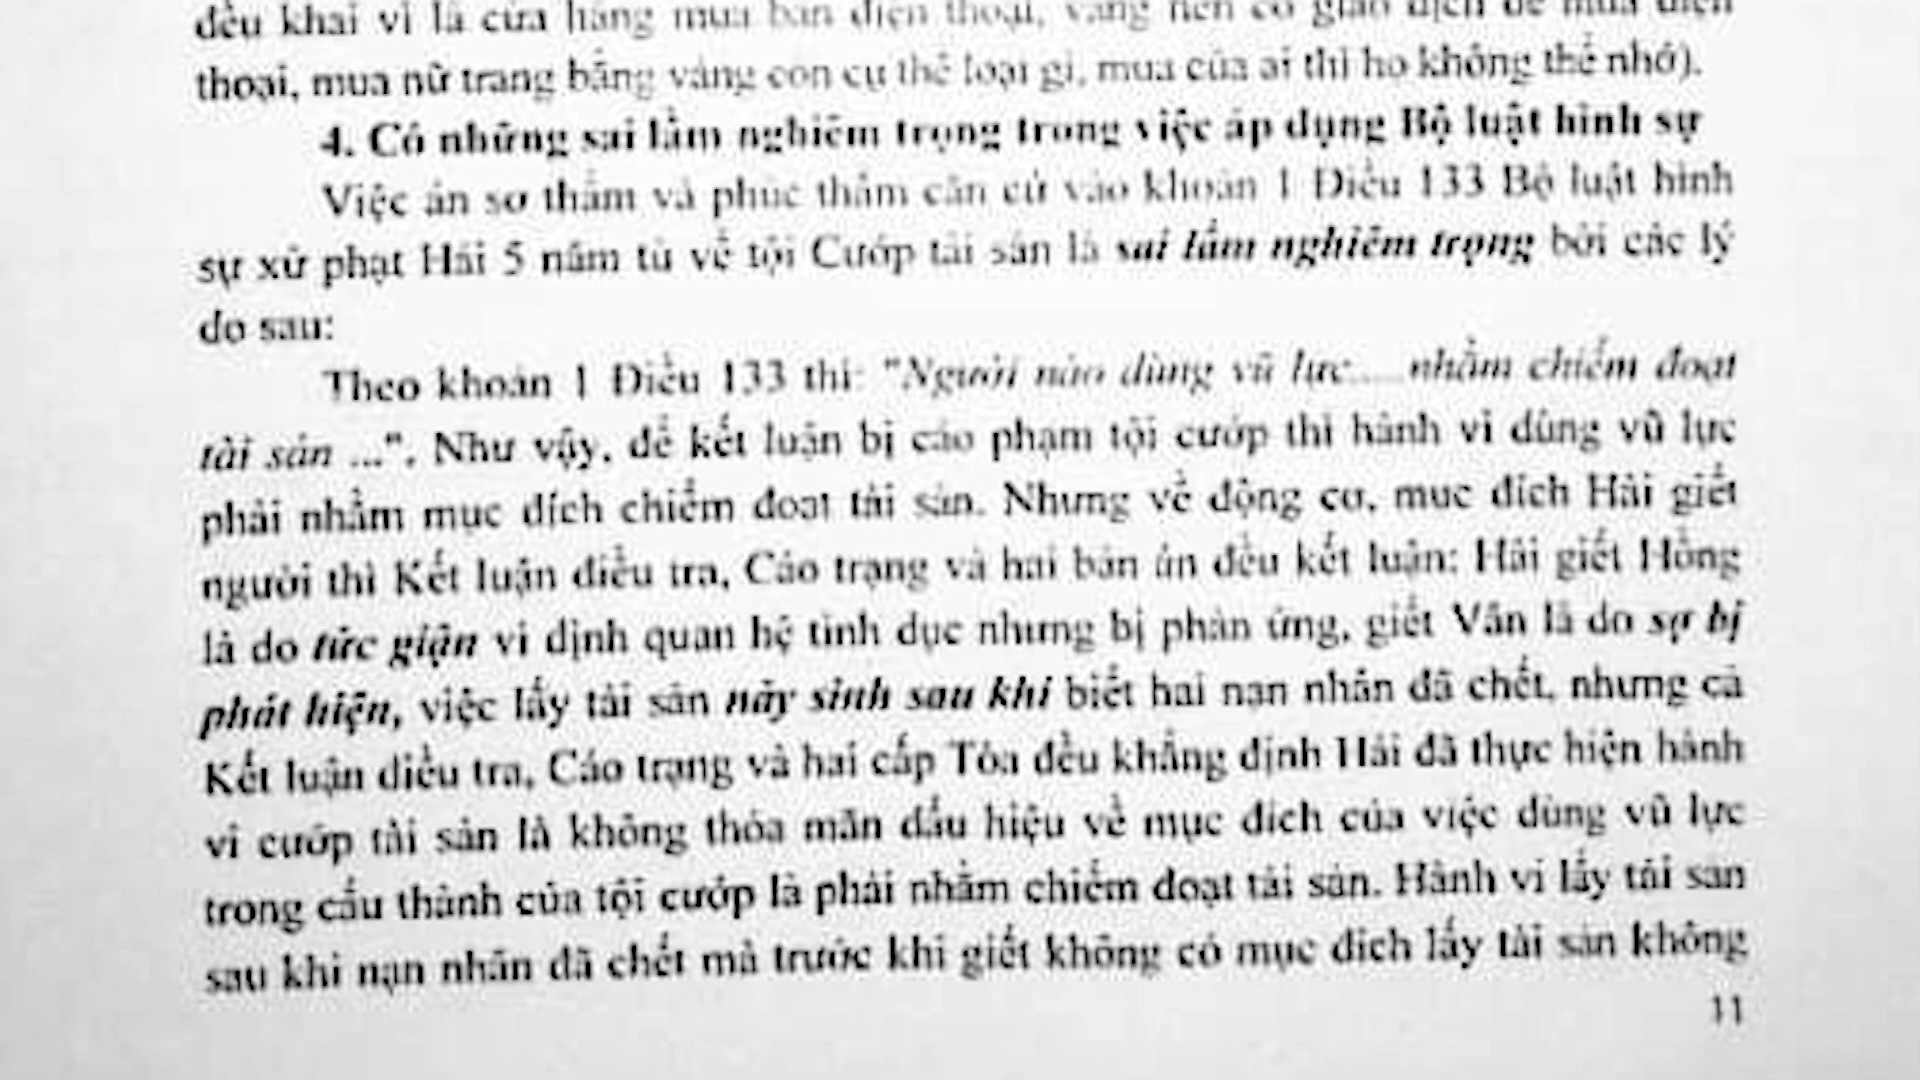 đều khai vì là cửa hàng mua bán điện thoại, vàng nên có giao dịch để mua điện
thoại, mua nữ trang bằng vàng còn cụ thể loại gì, mua của ai thì họ không thể nhớ).
4. Có những sai lầm nghiêm trọng trong việc áp dụng Bộ luật hình sự
Việc án sơ thẩm và phúc thẩm căn cứ vào khoản 1 Điều 133 Bộ luật hình
sự xử phạt Hải 5 năm tù về tội Cướp tài sản là sai lầm nghiêm trọng bởi các lý
do sau:
Theo khoản 1 Điều 133 thì: "Người nào dùng vũ lực.....nhằm chiếm đoạt
tài sản ...". Như vậy, để kết luận bị cáo phạm tội cướp thì hành vi dùng vũ lực
phải nhằm mục đích chiếm đoạt tài sản. Nhưng về động cơ, mục đích Hải giết
người thì Kết luận điều tra, Cáo trạng và hai bản án đều kết luận: Hải giết Hồng
là do tức giận vì định quan hệ tình dục nhưng bị phản ứng, giết Vân là do sợ bị
phát hiện, việc lấy tài sản nảy sinh sau khi biết hai nạn nhân đã chết, nhưng cả
Kết luận điều tra, Cáo trạng và hai cấp Tòa đều khẳng định Hải đã thực hiện hành
vi cướp tài sản là không thỏa mãn dấu hiệu về mục đích của việc dùng vũ lực
trong cấu thành của tội cướp là phải nhằm chiếm đoạt tài sản. Hành vi lấy tài sản
sau khi nạn nhân đã chết mà trước khi giết không có mục đích lấy tài sản không
11